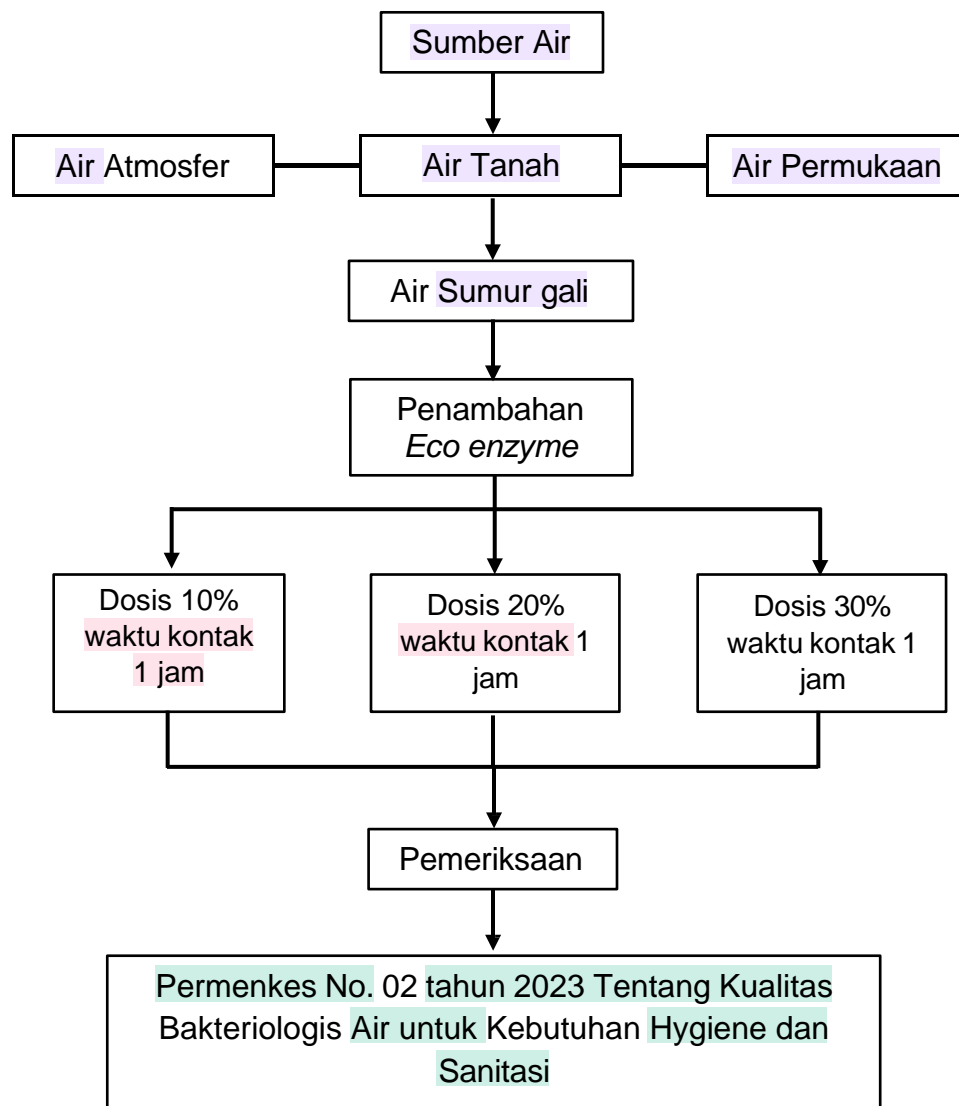 Sumber Air
Air Atmosfer
Air Tanah
Air Permukaan
Air Sumur gali
Penambahan
Eco enzyme
Dosis 10%
waktu kontak
1 jam
Dosis 20%
waktu kontak 1
jam
Dosis 30%
waktu kontak 1
jam
Pemeriksaan
Permenkes No. 02 tahun 2023 Tentang Kualitas
Bakteriologis Air untuk Kebutuhan Hygiene dan
Sanitasi